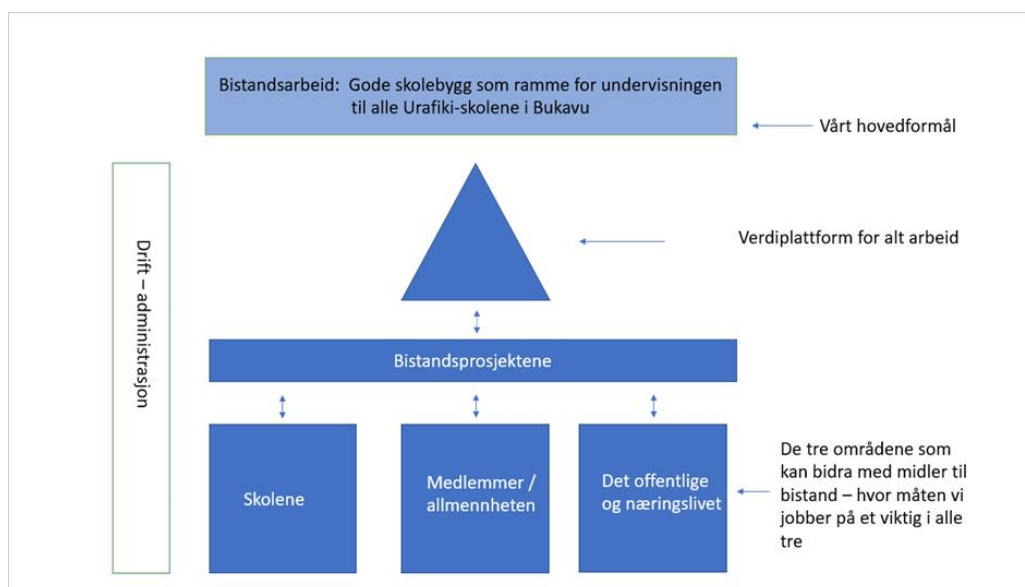 Bistandsarbeid:  Gode skolebygg som ramme for undervisningen
til alle Urafiki-skolene i Bukavu
Vårt hovedformål
Drift – administrasjon
Verdiplattform for alt arbeid
Bistandsprosjektene
Skolene
Medlemmer /
allmennheten
Det offentlige
og næringslivet
De tre områdene som
kan bidra med midler til
bistand – hvor måten vi
jobber på et viktig i alle
tre